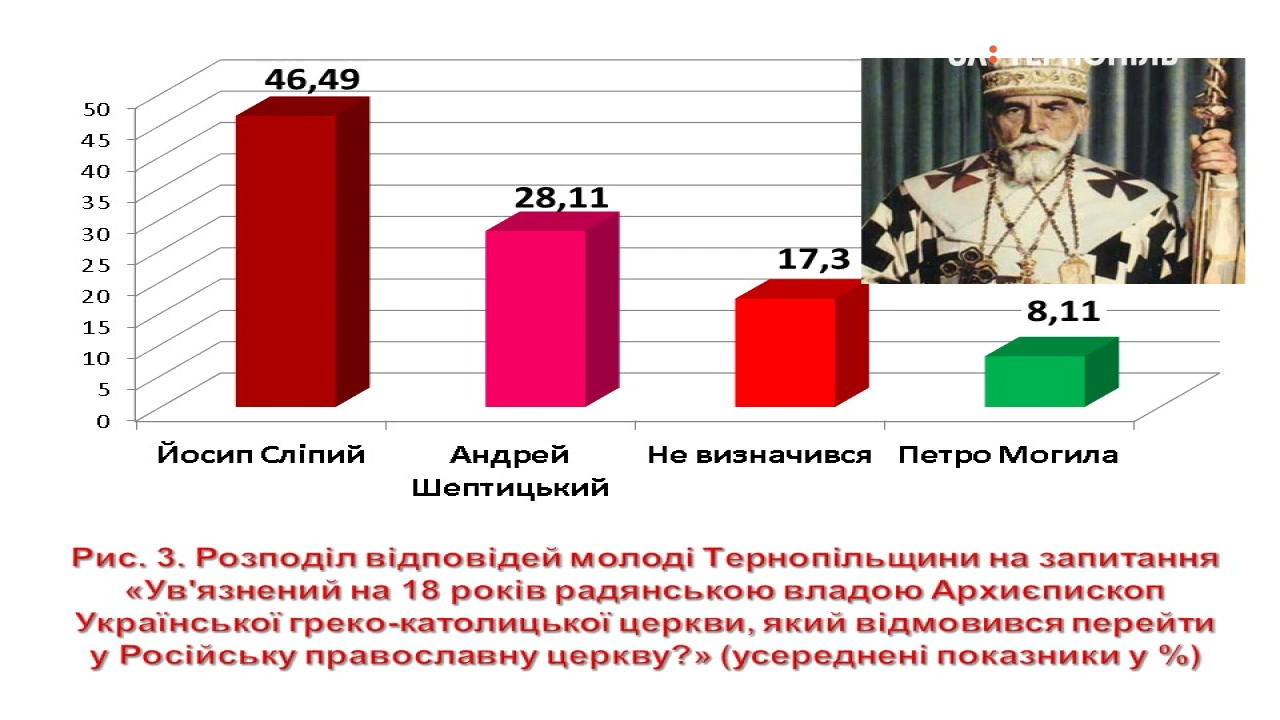 46,49
28,11
17,3
8,11
50
45
40
35
30
25
20
15
10
5
0
Йосип Сліпий
Андрей
Шептицький
Не визначився
Петро Могила
Рис. 3. Розподіл відповідей молоді Тернопільщини на запитання
«Ув'язнений на 18 років радянською владою Архиєпископ
Української греко-католицької церкви, який відмовився перейти
у Російську православну церкву?» (усереднені показники у %)